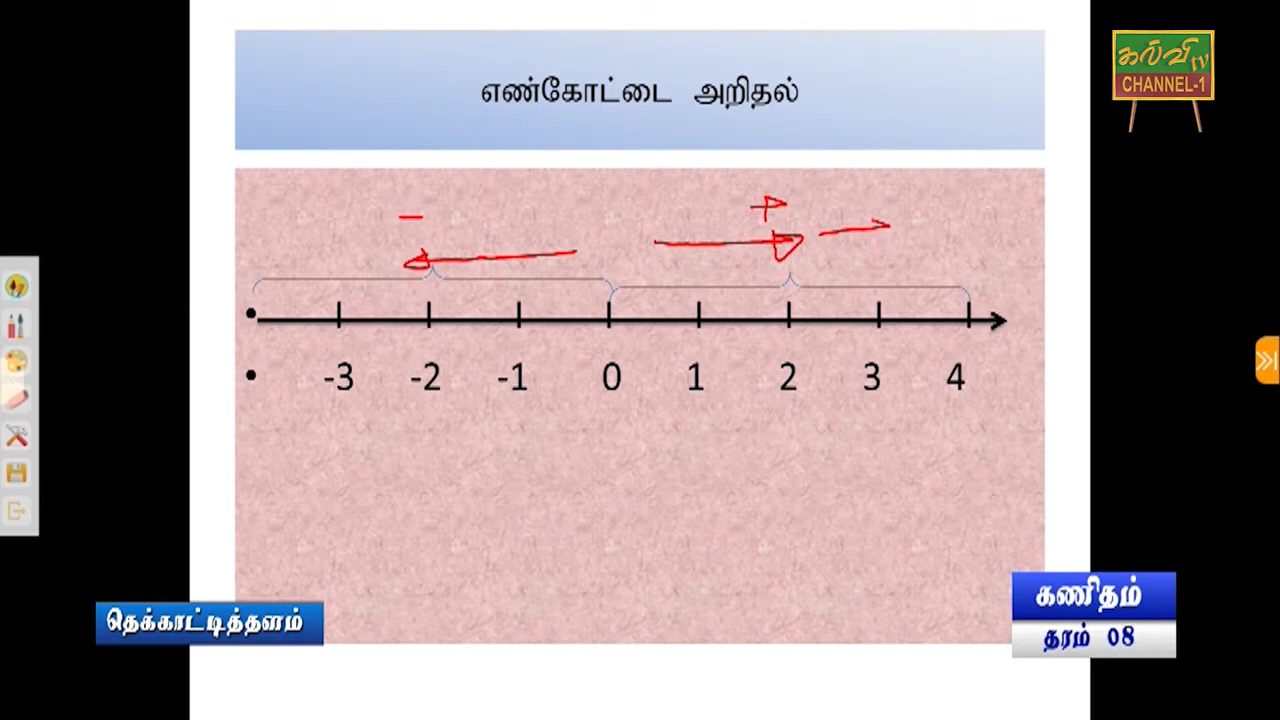 எண்கோட்டை அறிதல்
கல்வி tv
CHANNEL-1
- +
-3 -2 -1 0 1 2 3 4
தெக்காட்டித்தளம்
கணிதம்
தரம் 08